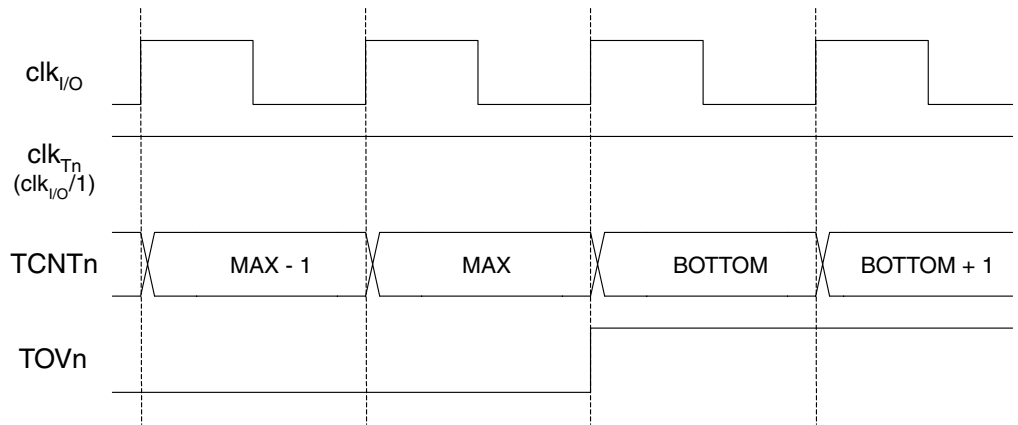 clkI/O
clkTn
(clkI/O/1)
TCNTn MAX - 1 MAX BOTTOM BOTTOM + 1
TOVn